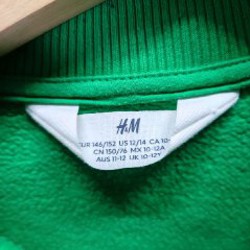 H&M
EUR 146/152 US 12/14 CA 10-
CN 150/76 MX 10-12A
AUS 11-12 UK 10-12Y